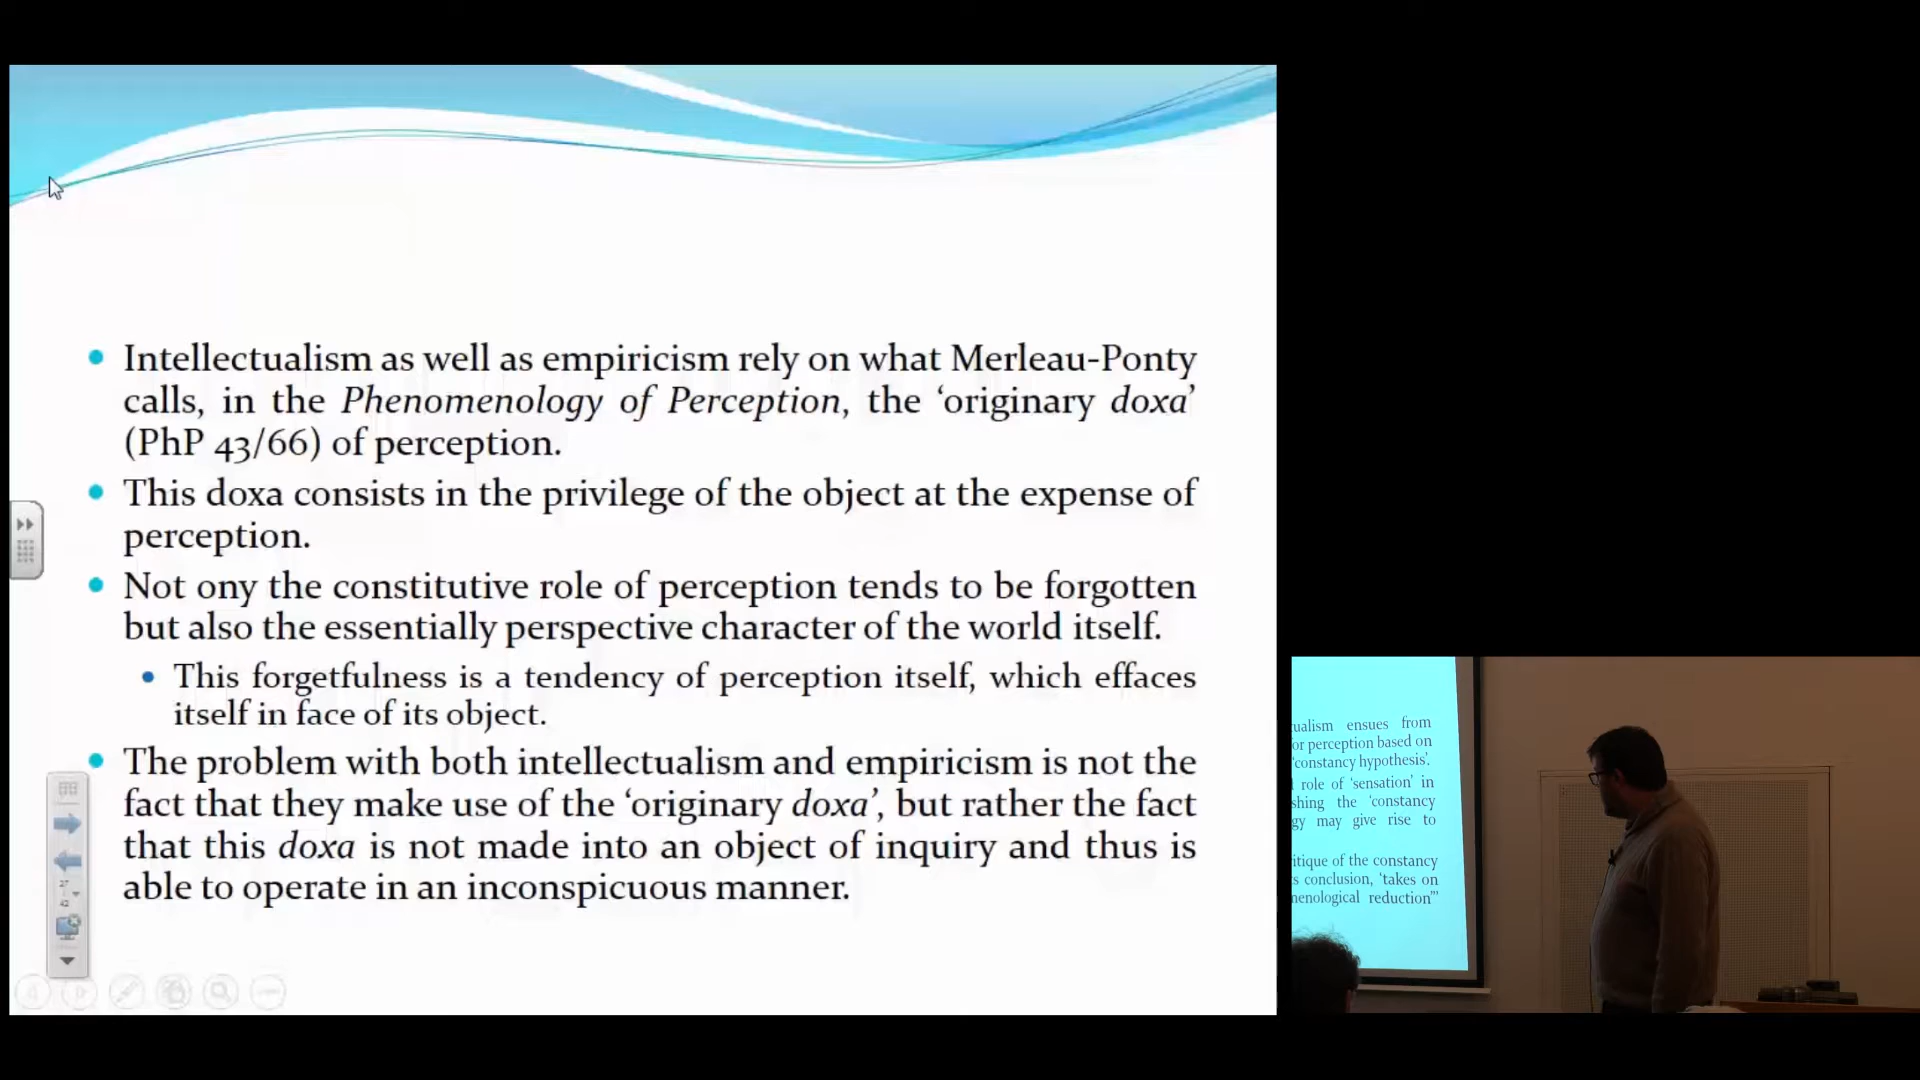 Intellectualism as well as empiricism rely on what Merleau-Ponty
calls, in the Phenomenology of Perception, the ‘originary doxa’
(PhP 43/66) of perception.
This doxa consists in the privilege of the object at the expense of
perception.
Not ony the constitutive role of perception tends to be forgotten
but also the essentially perspective character of the world itself.
This forgetfulness is a tendency of perception itself, which effaces
itself in face of its object.
The problem with both intellectualism and empiricism is not the
fact that they make use of the ‘originary doxa’, but rather the fact
that this doxa is not made into an object of inquiry and thus is
able to operate in an inconspicuous manner.
27
42
ualism ensues from
or perception based on
‘constancy hypothesis’.
role of ‘sensation’ in
shing the ‘constancy
gy may give rise to
itique of the constancy
s conclusion, ‘takes on
nenological reduction’”